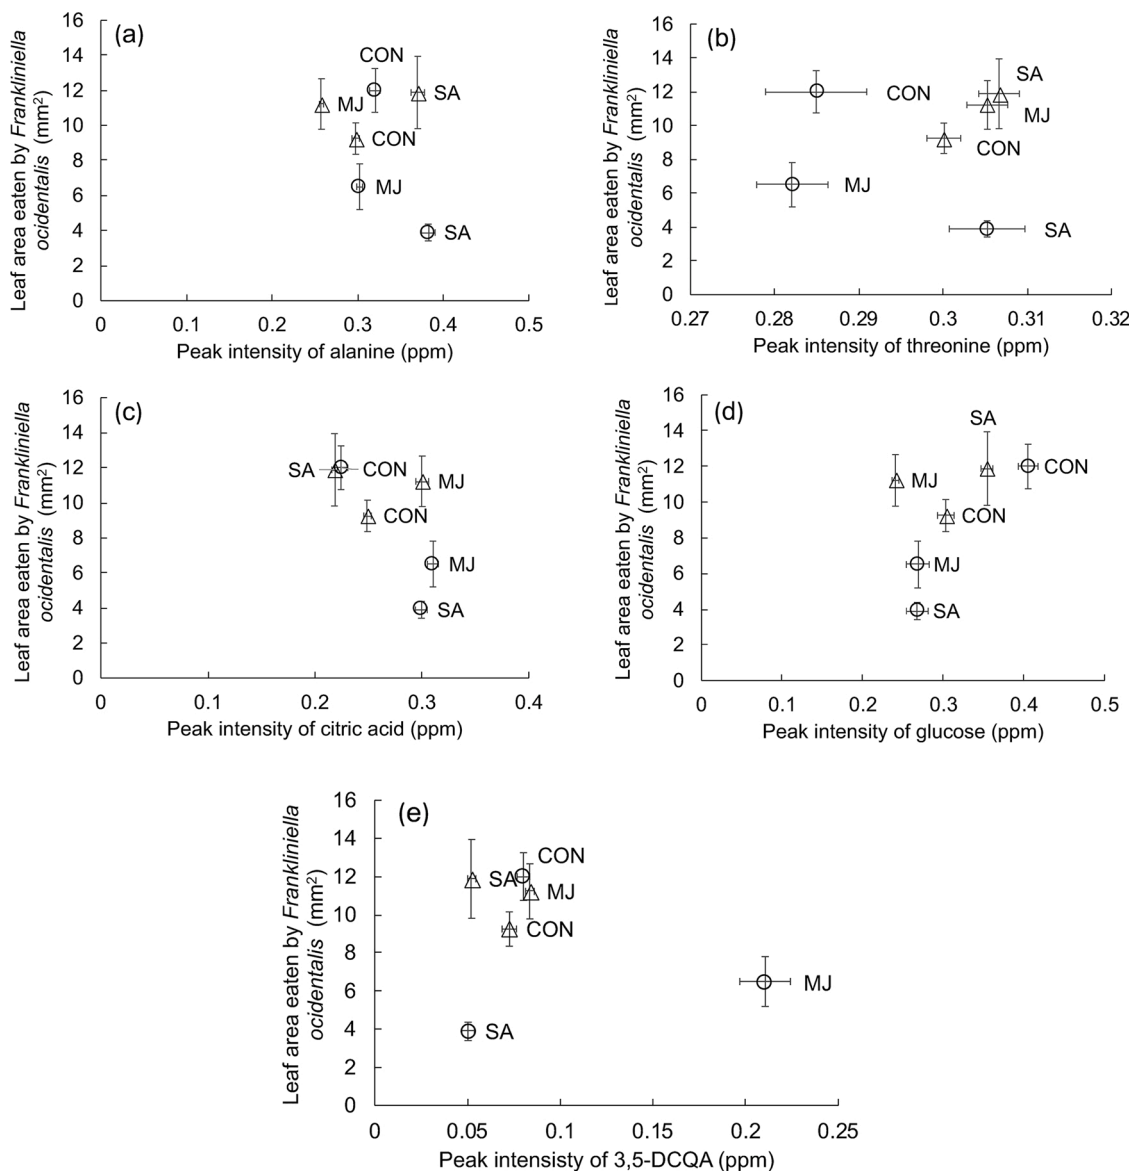 (a)
Leaf area eaten by Frankliniella
ocidentalis (mm²)
16
14
12
10
8
6
4
2
0
CON
SA
MJ
CON
MJ
SA
0 0.1 0.2 0.3 0.4 0.5
Peak intensity of alanine (ppm)
(b)
Leaf area eaten by Frankliniella
ocidentalis (mm²)
16
14
12
10
8
6
4
2
0
SA
CON
MJ
CON
MJ
SA
0.27 0.28 0.29 0.3 0.31 0.32
Peak intensity of threonine (ppm)
(c)
Leaf area eaten by Frankliniella
ocidentalis (mm²)
16
14
12
10
8
6
4
2
0
SA CON
MJ
CON
MJ
SA
0 0.1 0.2 0.3 0.4
Peak intensity of citric acid (ppm)
(d)
Leaf area eaten by Frankliniella
ocidentalis (mm²)
16
14
12
10
8
6
4
2
0
SA
CON
MJ
CON
MJ
SA
0 0.1 0.2 0.3 0.4 0.5
Peak intensity of glucose (ppm)
(e)
Leaf area eaten by Frankliniella
ocidentalis (mm²)
16
14
12
10
8
6
4
2
0
CON
SA
MJ
CON
MJ
SA
0 0.05 0.1 0.15 0.2 0.25
Peak intensisty of 3,5-DCQA (ppm)